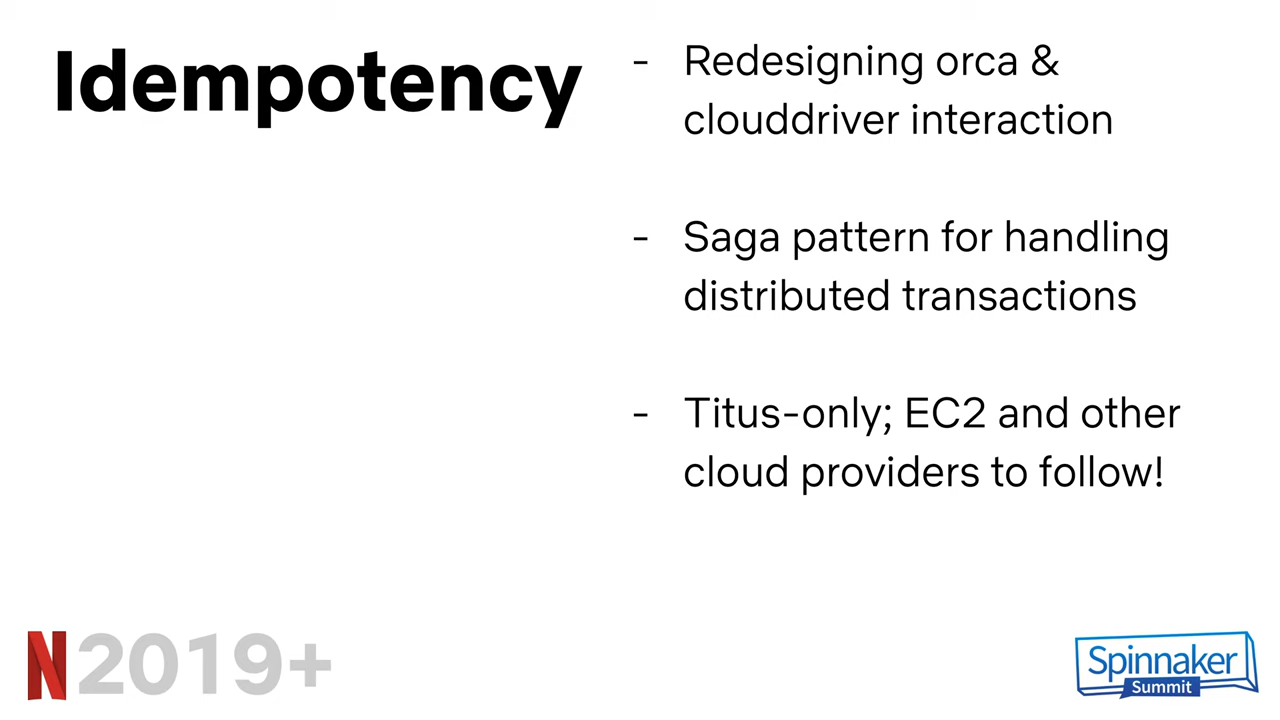 Idempotency
- Redesigning orca &
clouddriver interaction
- Saga pattern for handling
distributed transactions
- Titus-only; EC2 and other
cloud providers to follow!
N 2019+
Spinnaker
Summit